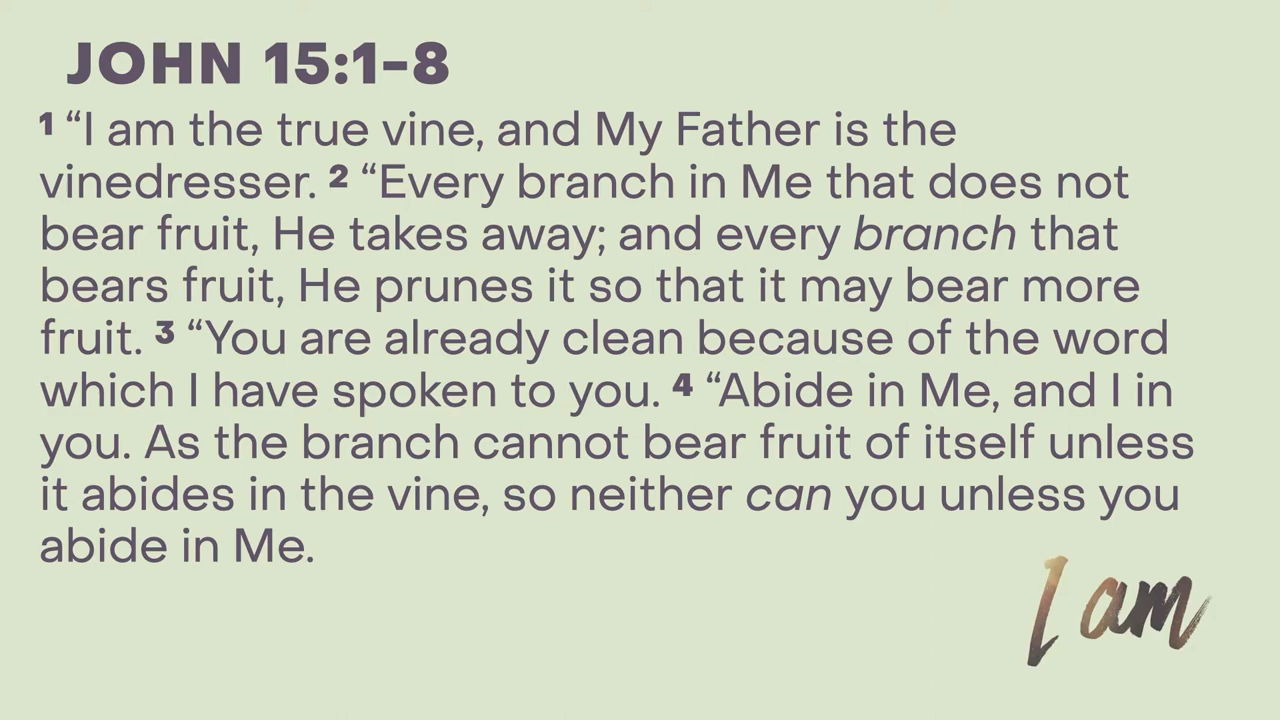 JOHN 15:1-8
1 “I am the true vine, and My Father is the
vinedresser. 2 “Every branch in Me that does not
bear fruit, He takes away; and every branch that
bears fruit, He prunes it so that it may bear more
fruit. 3 “You are already clean because of the word
which I have spoken to you. 4 “Abide in Me, and I in
you. As the branch cannot bear fruit of itself unless
it abides in the vine, so neither can you unless you
abide in Me.
I am